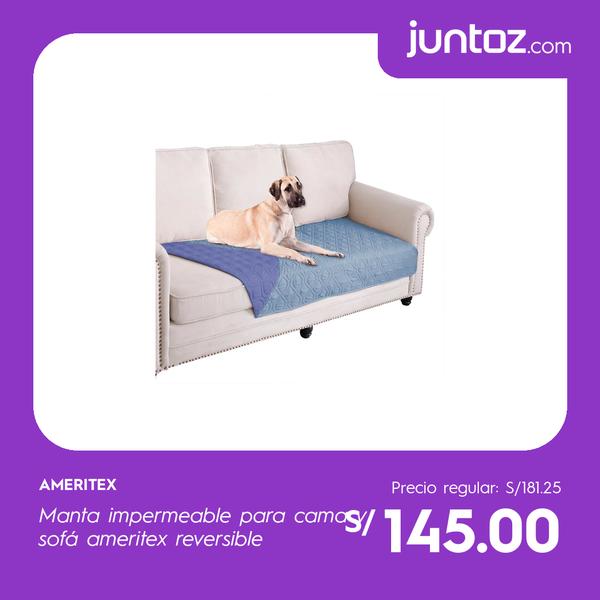 juntoz.com
AMERITEX
Manta impermeable para camas y
sofá ameritex reversible
Precio regular: S/181.25
S/ 145.00